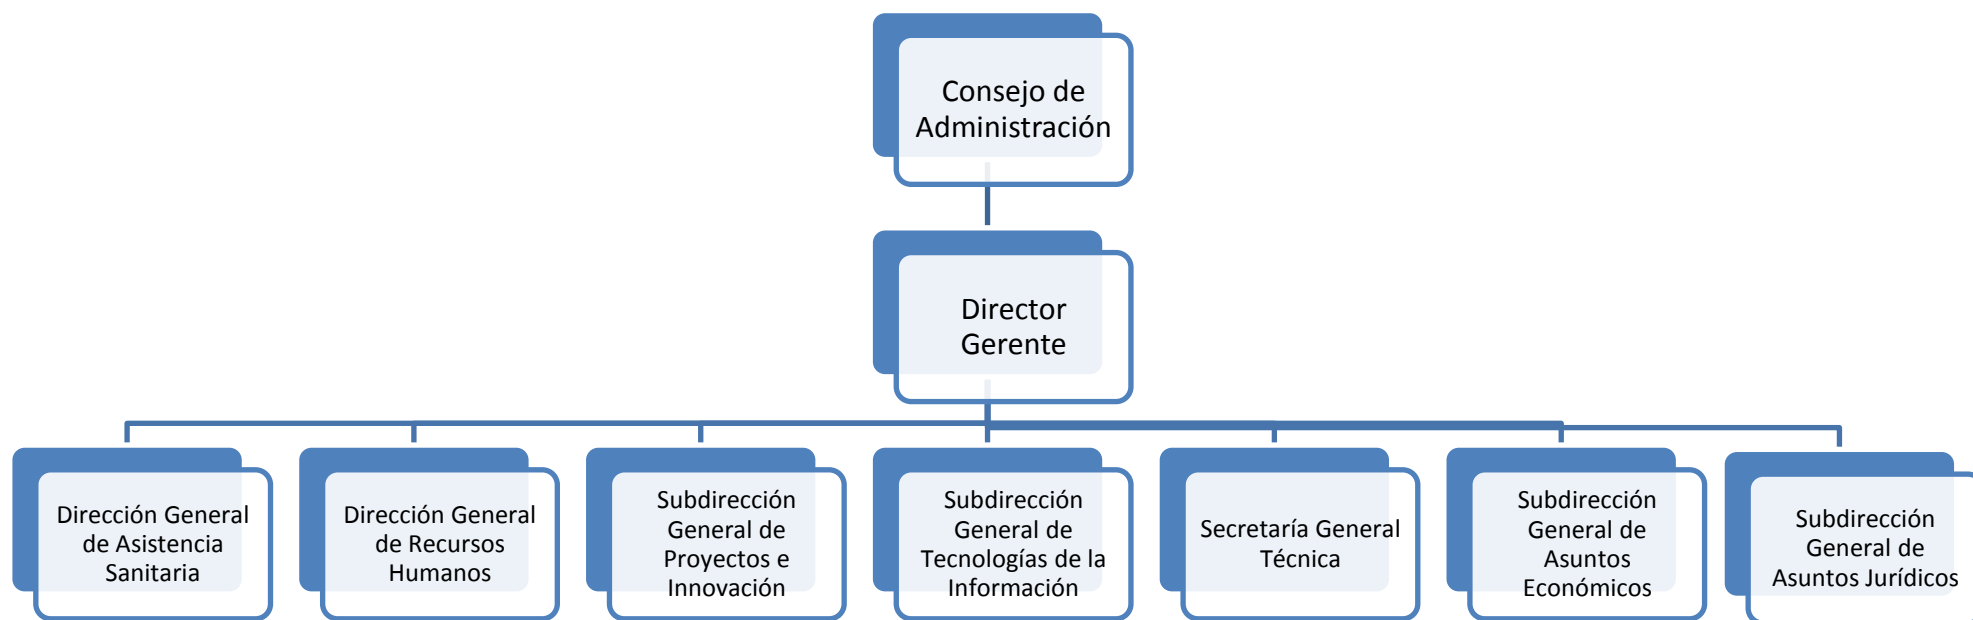 Consejo de
Administración
Director
Gerente
Dirección General
de Asistencia
Sanitaria
Dirección General
de Recursos
Humanos
Subdirección
General de
Proyectos e
Innovación
Subdirección
General de
Tecnologías de la
Información
Secretaría General
Técnica
Subdirección
General de
Asuntos
Económicos
Subdirección
General de
Asuntos Jurídicos